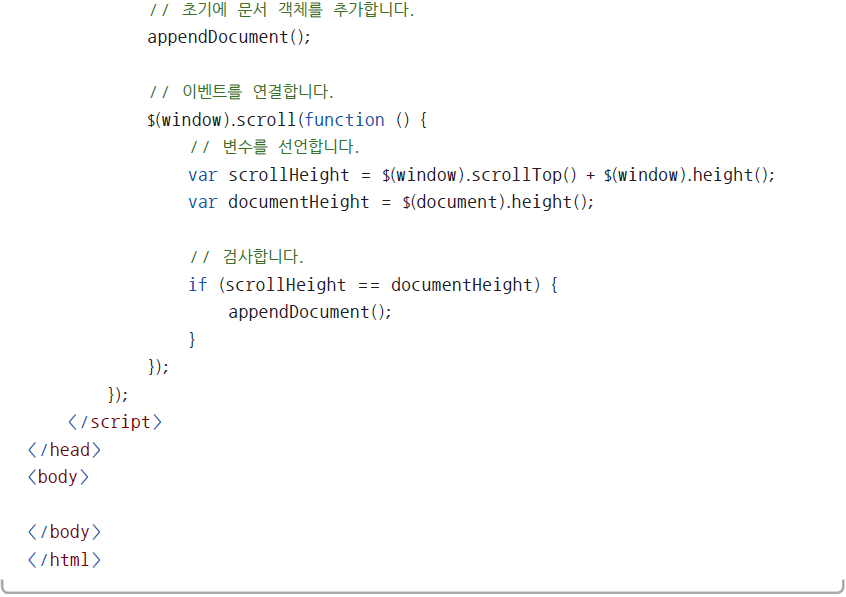 // 초기에 문서 객체를 추가합니다.
appendDocument();
// 이벤트를 연결합니다.
$(window).scroll(function () {
// 변수를 선언합니다.
var scrollHeight = $(window).scrollTop() + $(window).height();
var documentHeight = $(document).height();
// 검사합니다.
if (scrollHeight == documentHeight) {
appendDocument();
}
});
});
</script>
</head>
<body>
</body>
</html>